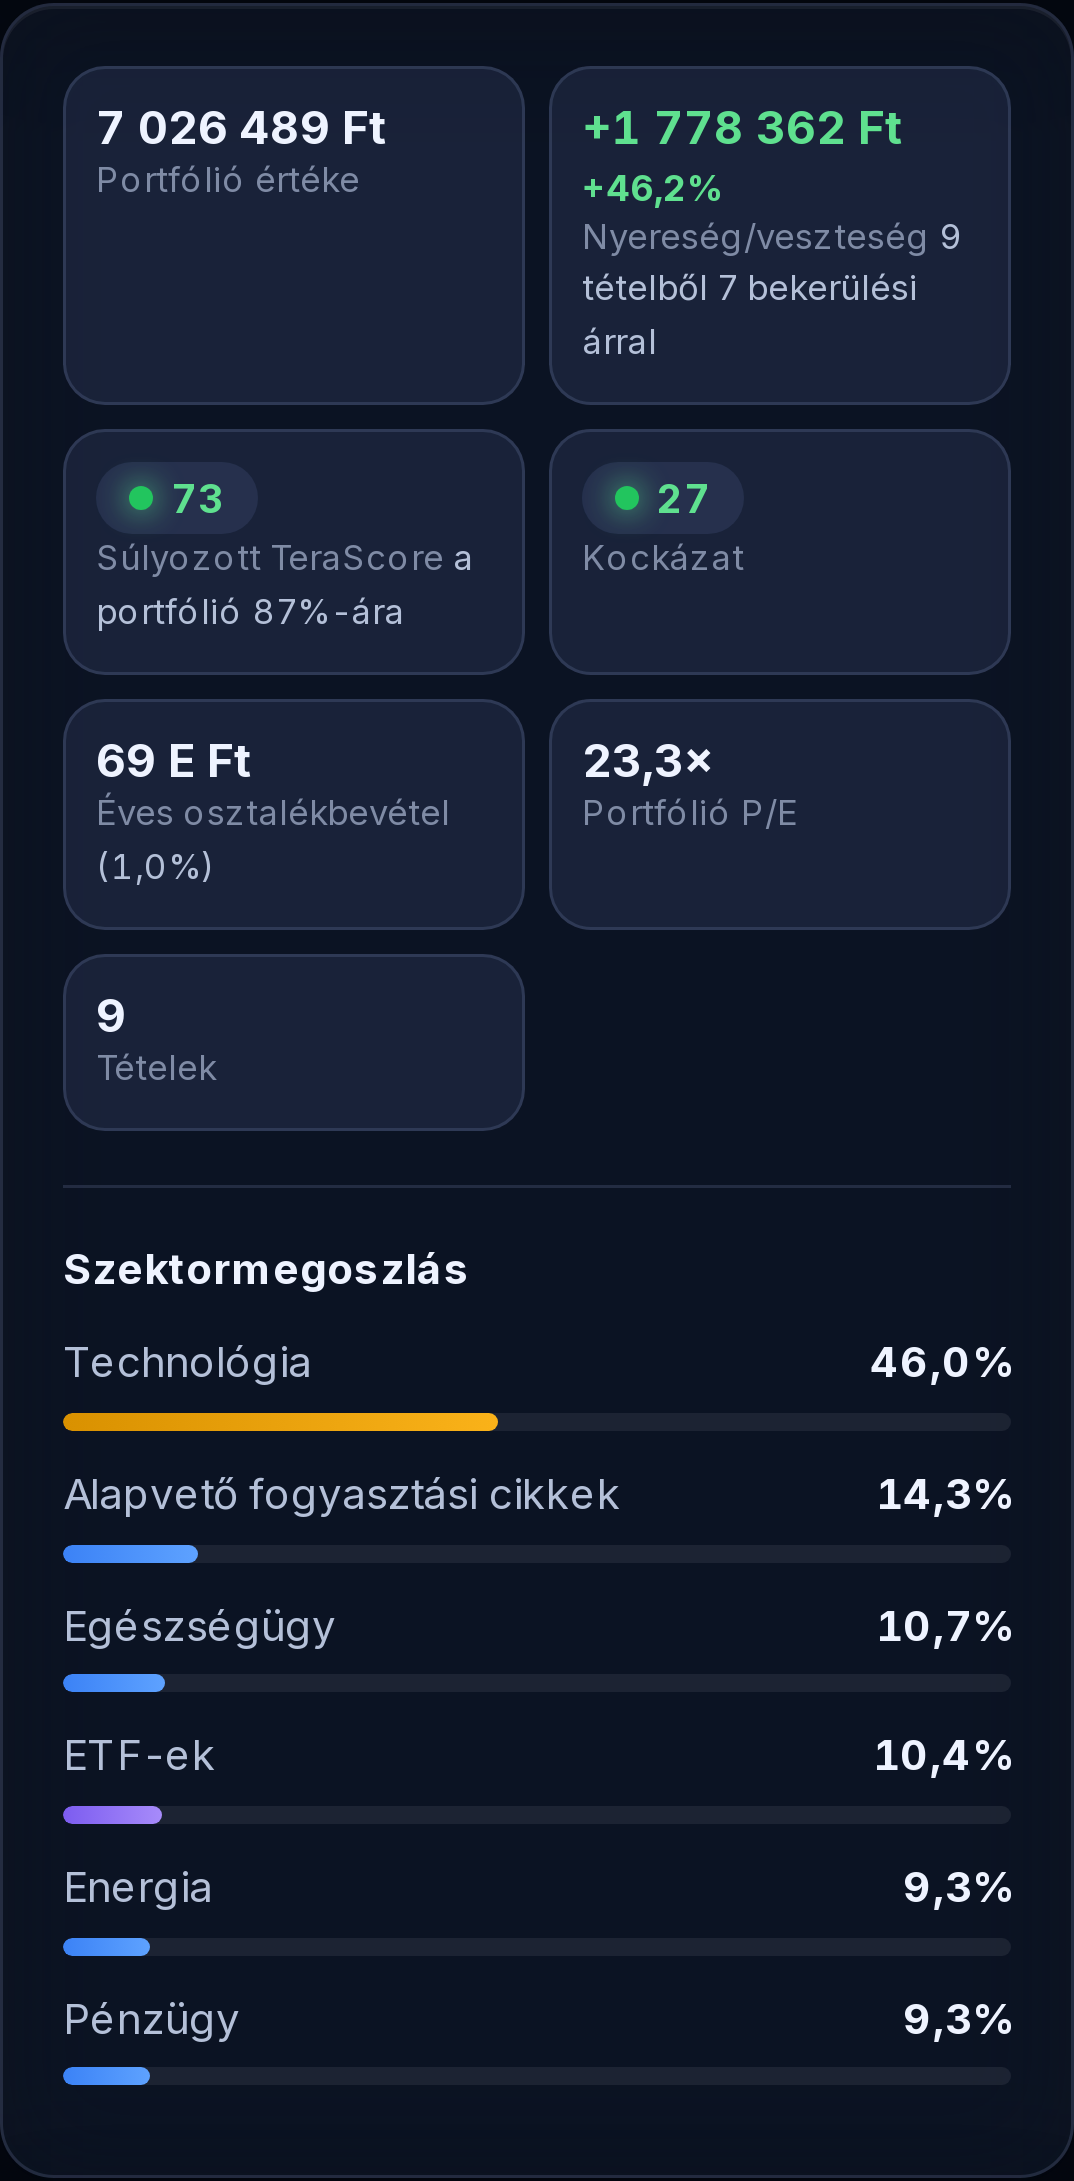 7 026 489 Ft
Portfólió értéke
+1 778 362 Ft
+46,2%
Nyereség/veszteség 9
tételből 7 bekerülési
árral
73
Súlyozott TeraScore a
portfólió 87%-ára
27
Kockázat
69 E Ft
Éves osztalékbevétel
(1,0%)
23,3×
Portfólió P/E
9
Tételek
Szektormegoszlás
Technológia 46,0%
Alapvető fogyasztási cikkek 14,3%
Egészségügy 10,7%
ETF-ek 10,4%
Energia 9,3%
Pénzügy 9,3%